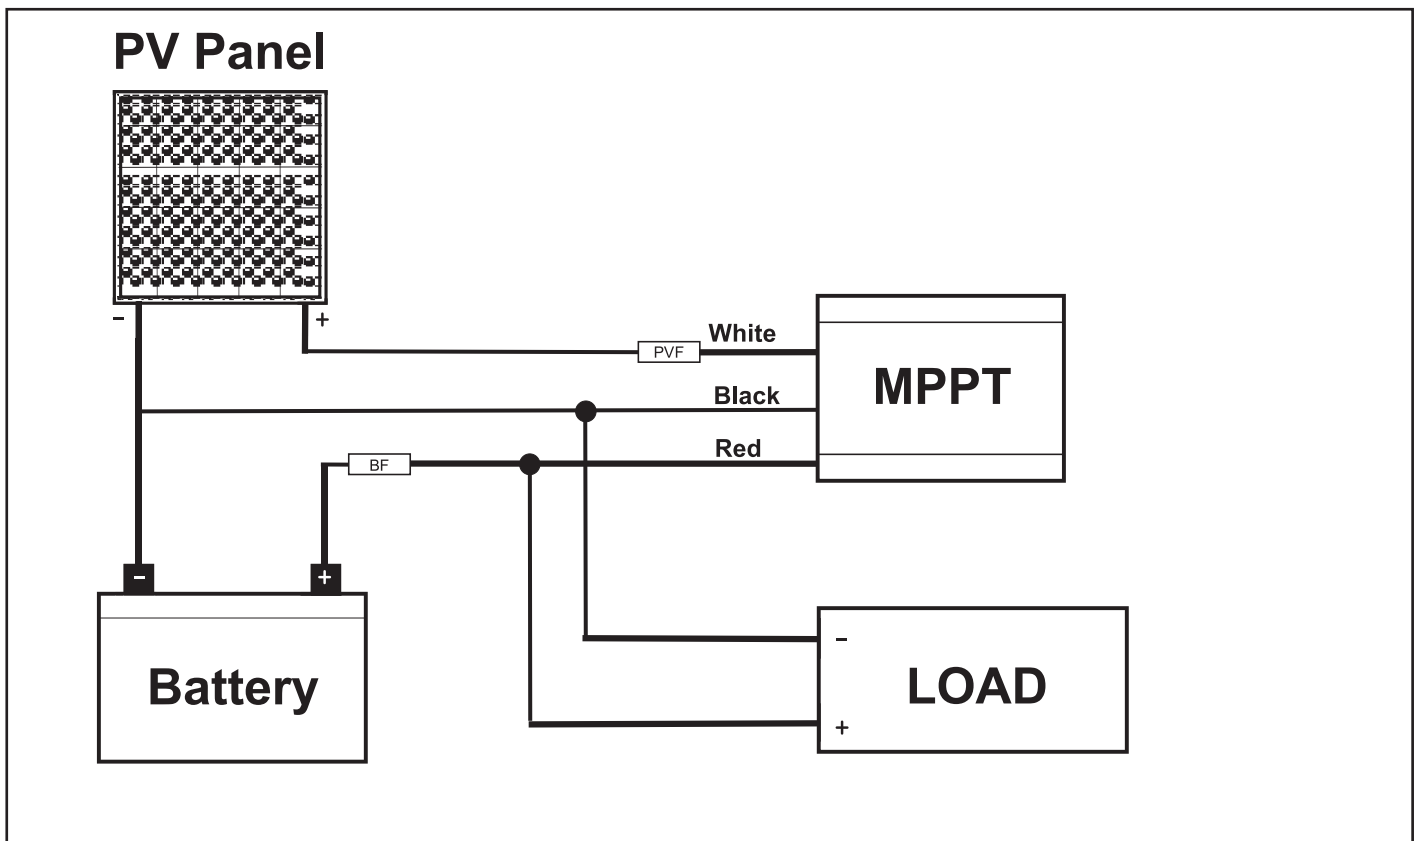 PV Panel
-
+
White
PVF
MPPT
Black
Red
BF
-
+
Battery
-
LOAD
+